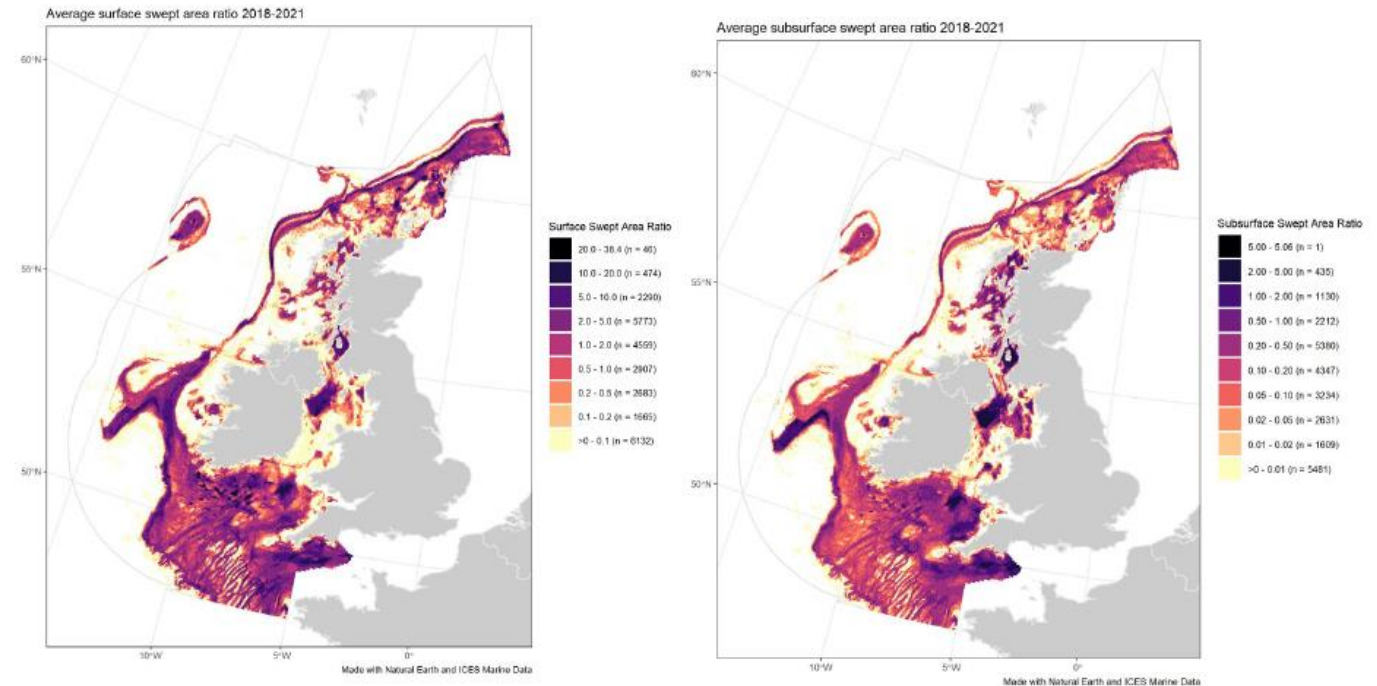 Average surface swept area ratio 2018-2021
60°N
55°N
50°N
10°W
5°W
0°
Made with Natural Earth and ICES Marine Data
Surface Swept Area Ratio
20.0 - 38.4 (n = 46)
10.0 - 20.0 (n = 474)
5.0 - 10.0 (n = 2290)
2.0 - 5.0 (n = 5773)
1.0 - 2.0 (n = 4559)
0.5 - 1.0 (n = 2907)
0.2 - 0.5 (n = 2683)
0.1 - 0.2 (n = 1665)
>0 - 0.1 (n = 6132)
Average subsurface swept area ratio 2018-2021
60°N
55°N
50°N
10°W
5°W
0°
Made with Natural Earth and ICES Marine Data
Subsurface Swept Area Ratio
5.00 - 5.06 (n = 1)
2.00 - 5.00 (n = 435)
1.00 - 2.00 (n = 1130)
0.50 - 1.00 (n = 2212)
0.20 - 0.50 (n = 5380)
0.10 - 0.20 (n = 4347)
0.05 - 0.10 (n = 3234)
0.02 - 0.05 (n = 2631)
0.01 - 0.02 (n = 1609)
>0 - 0.01 (n = 5481)